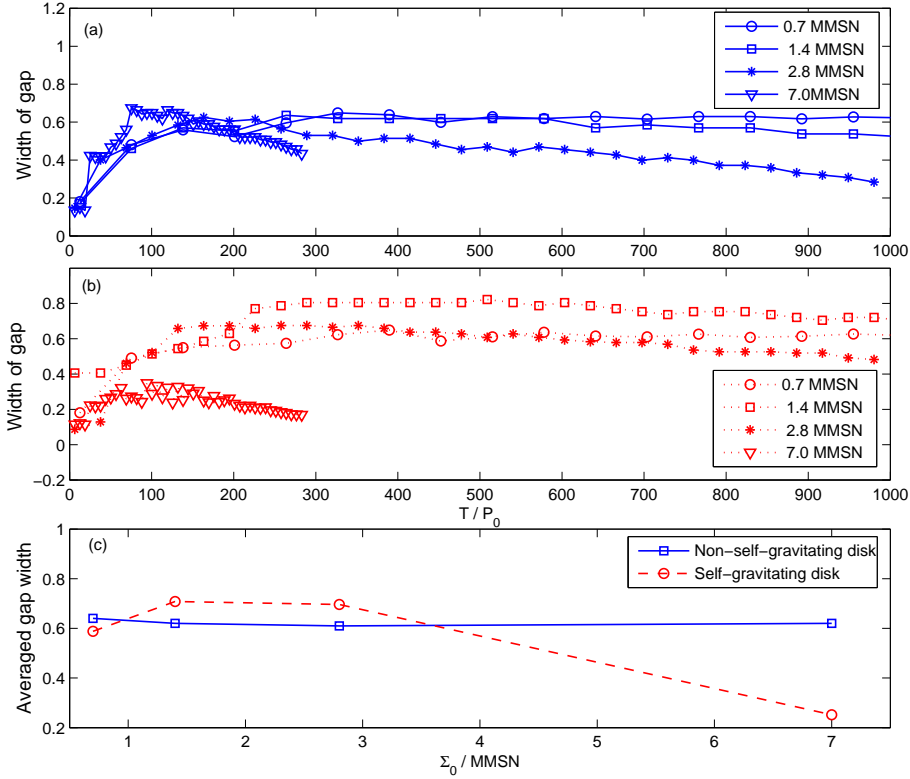 (a)
0.7 MMSN
1.4 MMSN
2.8 MMSN
7.0MMSN
Width of gap
1.2
1
0.8
0.6
0.4
0.2
0
0 100 200 300 400 500 600 700 800 900 1000
(b)
0.7 MMSN
1.4 MMSN
2.8 MMSN
7.0 MMSN
Width of gap
0.8
0.6
0.4
0.2
0
−0.2
0 100 200 300 400 500 600 700 800 900 1000
T / P₀
(c)
Non−self−gravitating disk
Self−gravitating disk
Averaged gap width
1
0.8
0.6
0.4
0.2
1 2 3 4 5 6 7
Σ₀ / MMSN